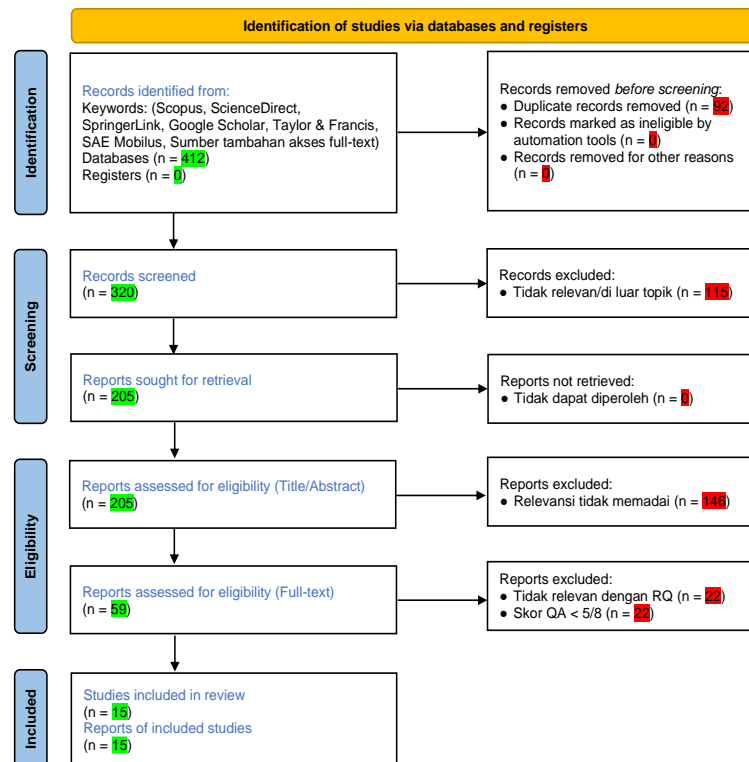 Identification of studies via databases and registers
Identification
Records identified from:
Keywords: (Scopus, ScienceDirect,
SpringerLink, Google Scholar, Taylor & Francis,
SAE Mobilus, Sumber tambahan akses full-text)
Databases (n = 412)
Registers (n = 0)
Records removed before screening:
● Duplicate records removed (n = 92)
● Records marked as ineligible by
automation tools (n = 0)
● Records removed for other reasons
(n = 0)
Screening
Records screened
(n = 320)
Records excluded:
● Tidak relevan/di luar topik (n = 115)
Reports sought for retrieval
(n = 205)
Reports not retrieved:
● Tidak dapat diperoleh (n = 0)
Eligibility
Reports assessed for eligibility (Title/Abstract)
(n = 205)
Reports excluded:
● Relevansi tidak memadai (n = 146)
Reports assessed for eligibility (Full-text)
(n = 59)
Reports excluded:
● Tidak relevan dengan RQ (n = 22)
● Skor QA < 5/8 (n = 22)
Included
Studies included in review
(n = 15)
Reports of included studies
(n = 15)